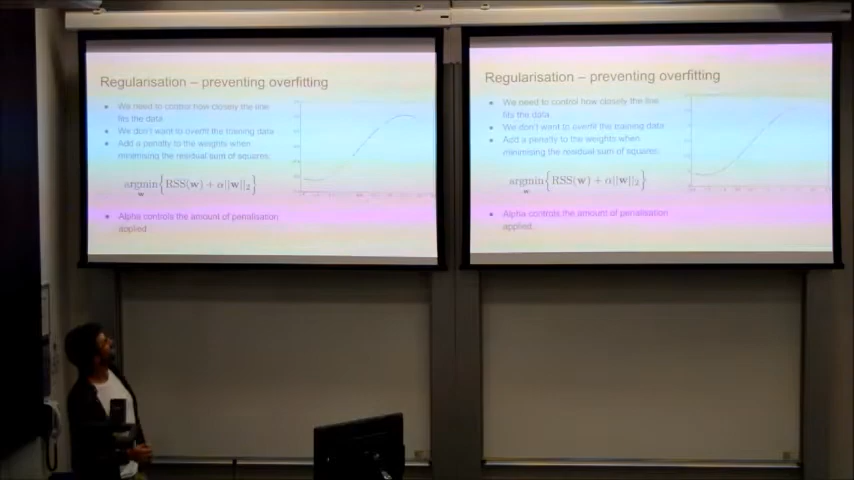 Regularisation – preventing overfitting
• We need to control how closely the line
fits the data
• We don't want to overfit the training data
• Add a penalty to the weights when
minimising the residual sum of squares:
argmin{RSS(w) + α||w||₂}
w
• Alpha controls the amount of penalisation
applied
Regularisation – preventing overfitting
• We need to control how closely the line
fits the data
• We don't want to overfit the training data
• Add a penalty to the weights when
minimising the residual sum of squares:
argmin{RSS(w) + α||w||₂}
w
• Alpha controls the amount of penalisation
applied